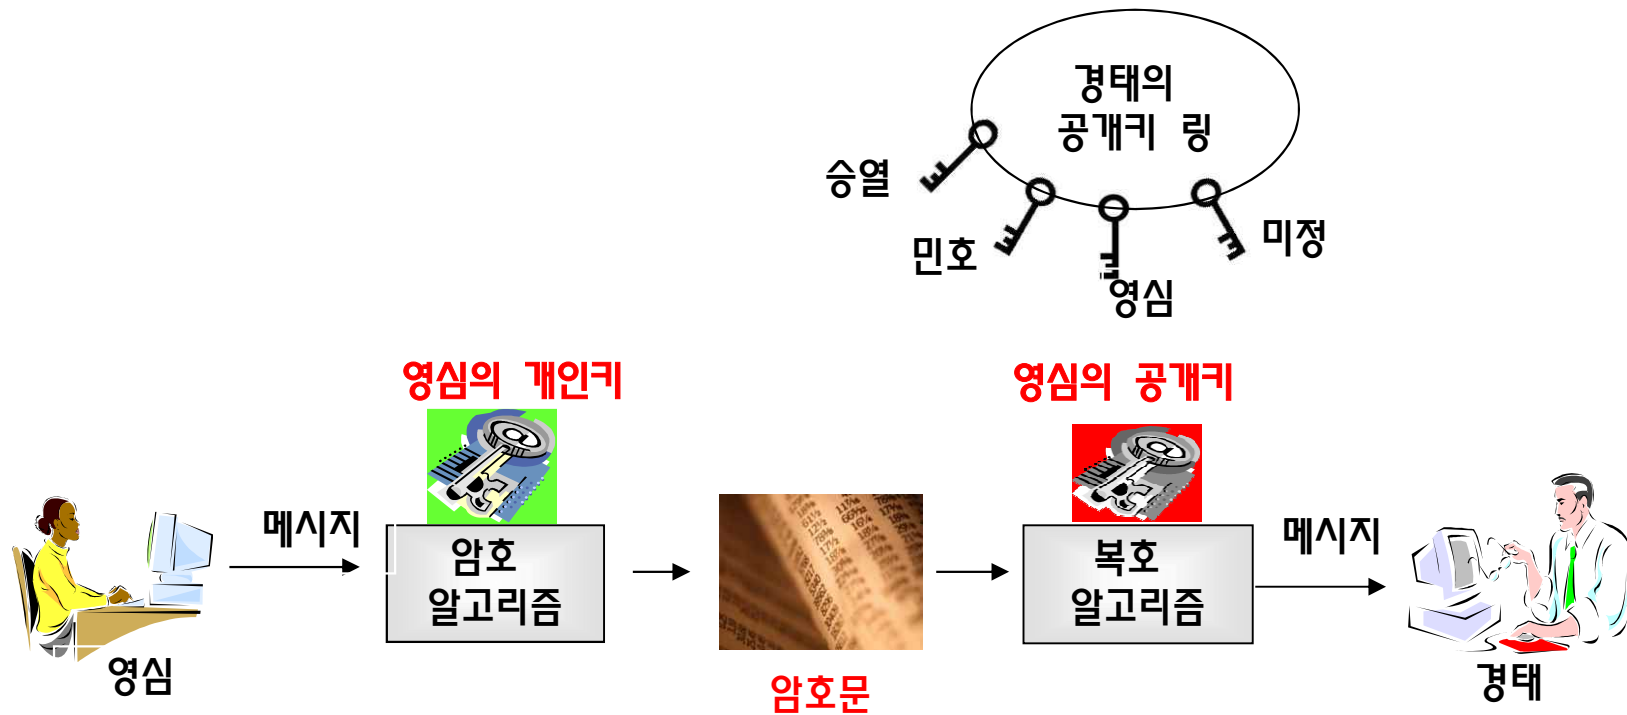 경태의
공개키 링
승열
민호
영심
미정
영심의 개인키
영심의 공개키
메시지
암호
알고리즘
복호
알고리즘
메시지
영심
암호문
경태